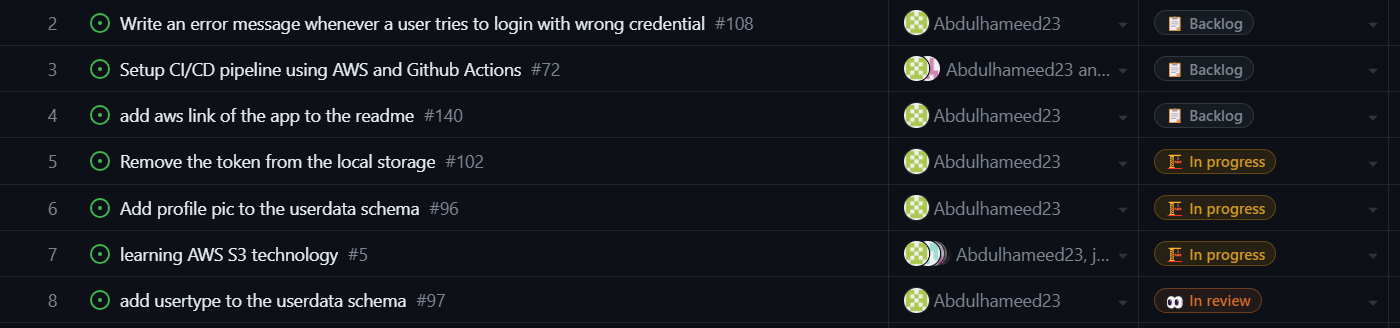 2 Write an error message whenever a user tries to login with wrong credential #108 Abdulhameed23 Backlog
3 Setup CI/CD pipeline using AWS and Github Actions #72 Abdulhameed23 an... Backlog
4 add aws link of the app to the readme #140 Abdulhameed23 Backlog
5 Remove the token from the local storage #102 Abdulhameed23 In progress
6 Add profile pic to the userdata schema #96 Abdulhameed23 In progress
7 learning AWS S3 technology #5 Abdulhameed23, j... In progress
8 add usertype to the userdata schema #97 Abdulhameed23 In review